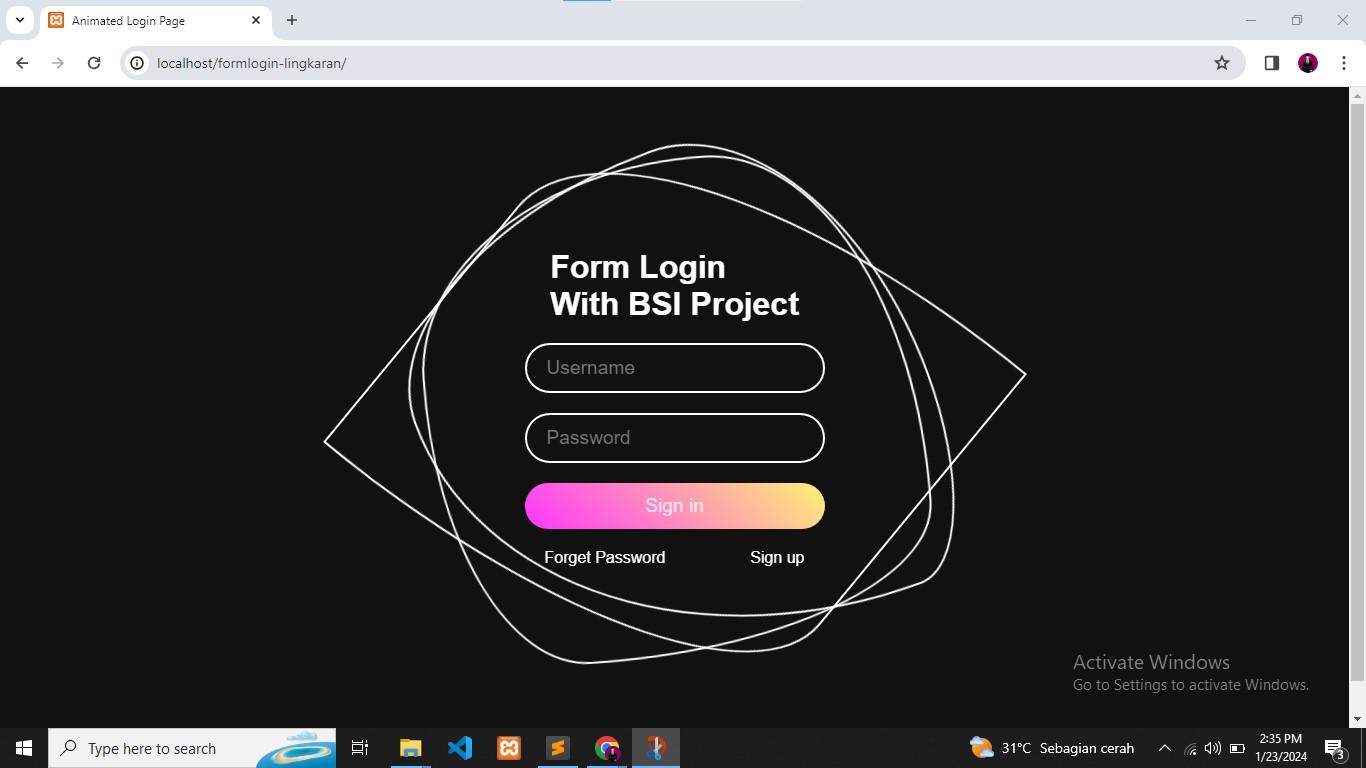 Animated Login Page
localhost/formlogin-lingkaran/
Form Login
With BSI Project
Username
Password
Sign in
Forget Password
Sign up
Activate Windows
Go to Settings to activate Windows.
Type here to search
31°C Sebagian cerah
2:35 PM
1/23/2024
3